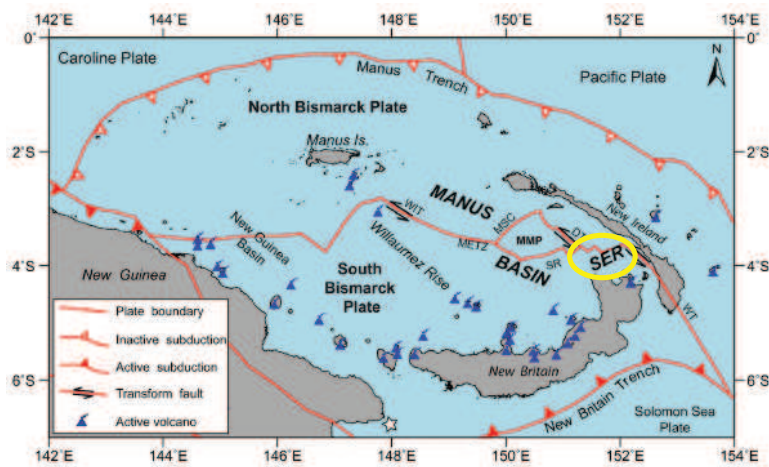 142°E 144°E 146°E 148°E 150°E 152°E 154°E
0°
Caroline Plate
Pacific Plate
N
Manus Trench
North Bismarck Plate
Manus Is.
2°S
2°S
MANUS
WIT
New Guinea
Basin
Willaumez Rise
METZ
MSC
MMP
DT
New Ireland
BASIN
SR
SER
WT
4°S
4°S
New Guinea
South
Bismarck
Plate
New Britain
6°S
6°S
New Britain Trench
Solomon Sea
Plate
Plate boundary
Inactive subduction
Active subduction
Transform fault
Active volcano
142°E 144°E 146°E 148°E 150°E 152°E 154°E